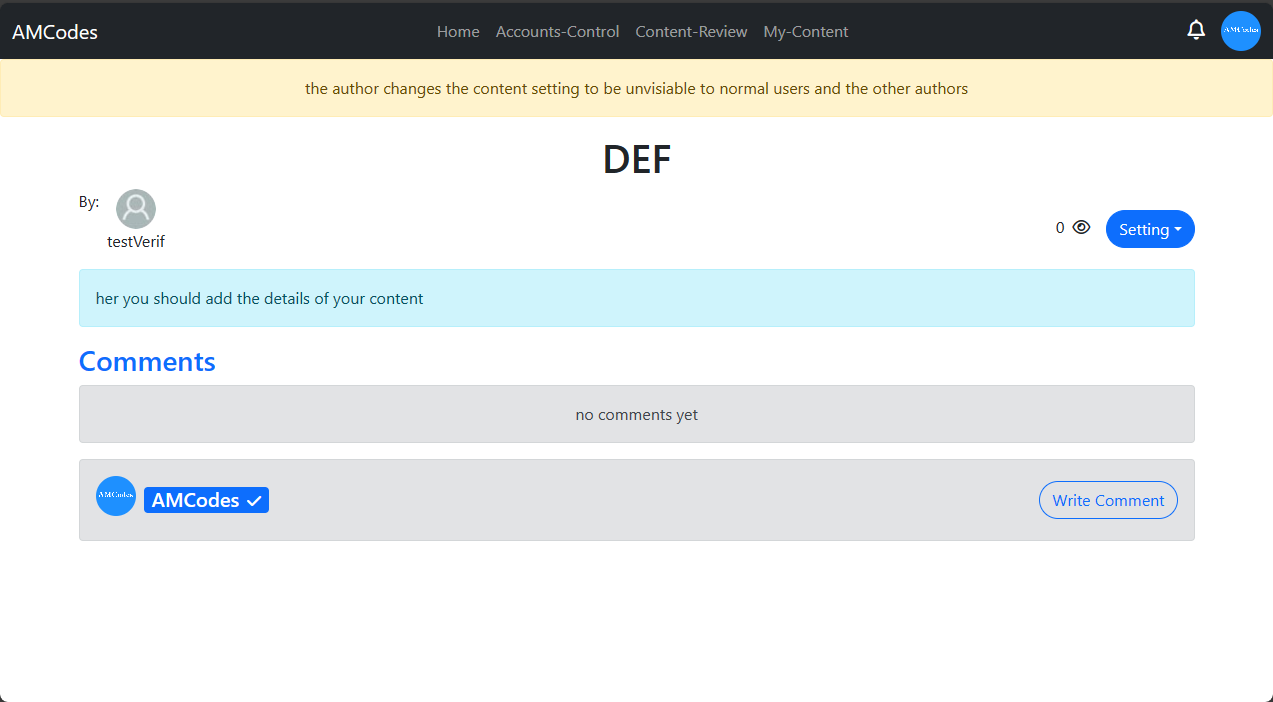 AMCodes Home Accounts-Control Content-Review My-Content AMCodes
the author changes the content setting to be unvisiable to normal users and the other authors
DEF
By:
testVerif
0 Setting
her you should add the details of your content
Comments
no comments yet
AMCodes AMCodes Write Comment